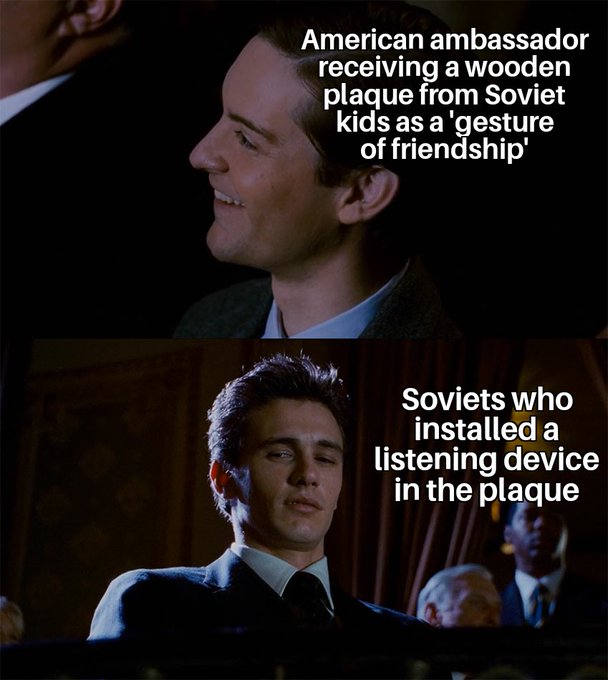 American ambassador
receiving a wooden
plaque from Soviet
kids as a 'gesture
of friendship'
Soviets who
installed a
listening device
in the plaque